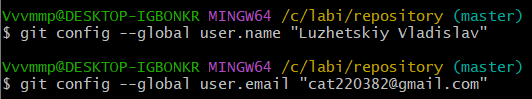 Vvvmmp@DESKTOP-IGBONKR MINGW64 /c/labi/repository (master)
$ git config --global user.name "Luzhetskiy Vladislav"
Vvvmmp@DESKTOP-IGBONKR MINGW64 /c/labi/repository (master)
$ git config --global user.email "cat220382@gmail.com"